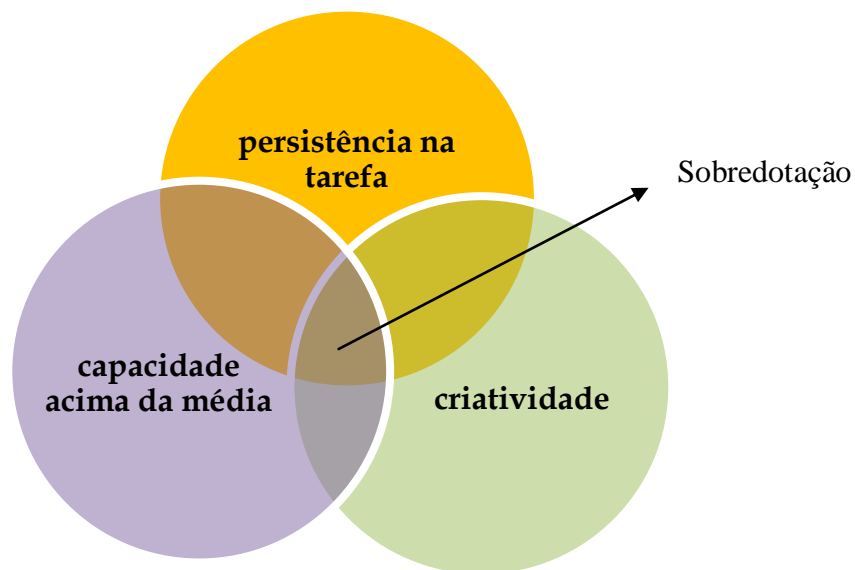 persistência na
tarefa
Sobredotação
capacidade
acima da média
criatividade